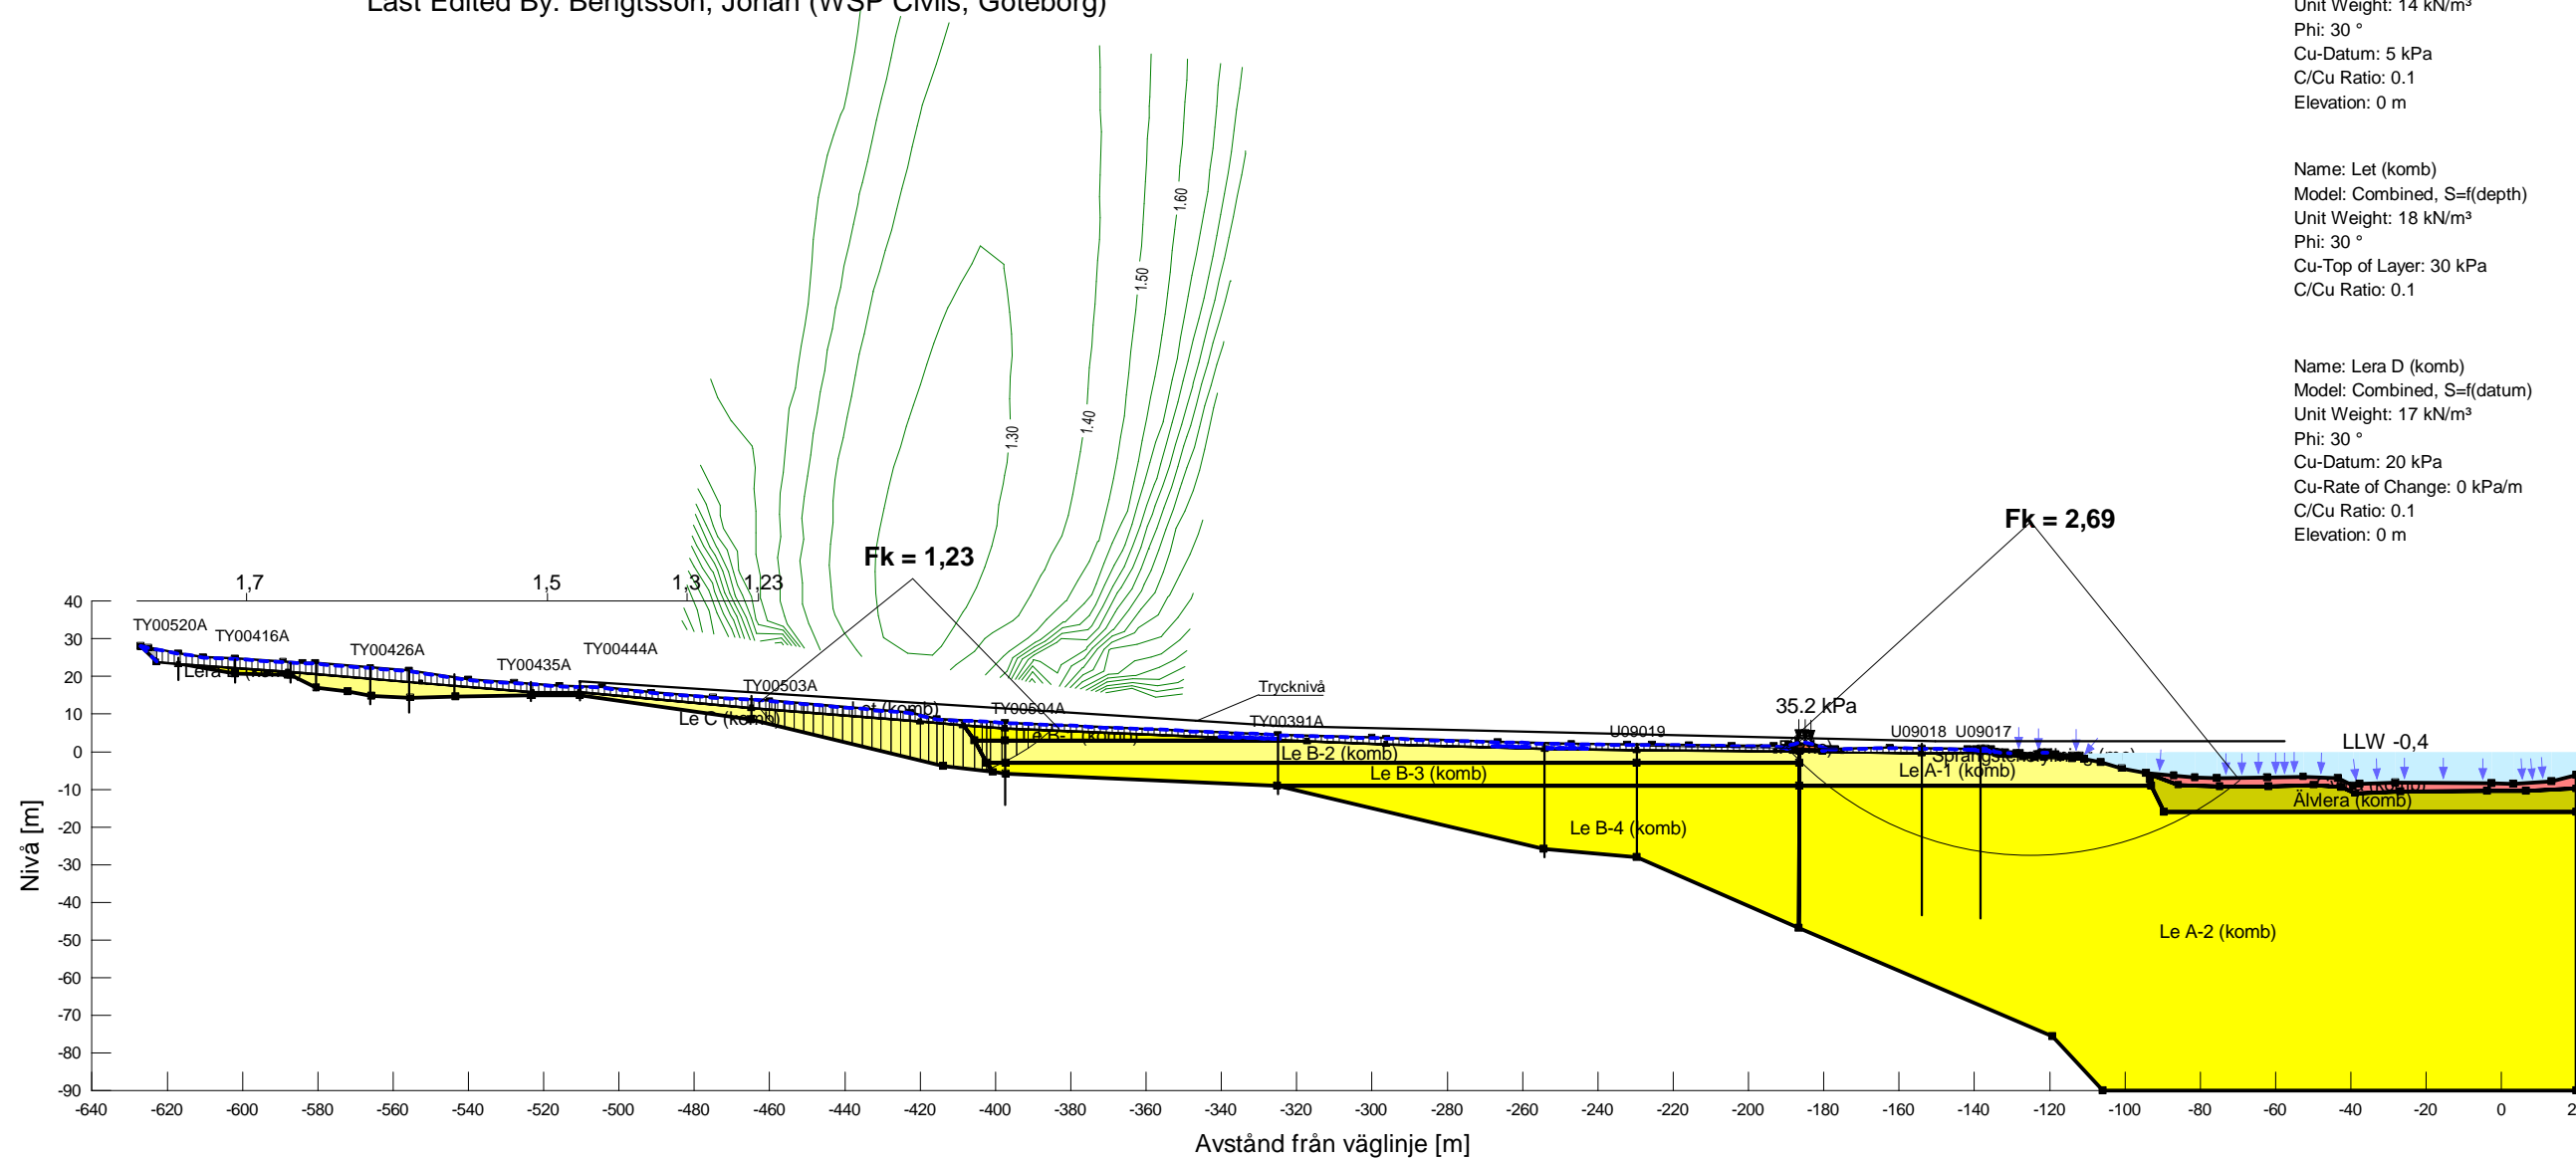 Last Edited By: Bengtsson, Johan (WSP Civils, Göteborg)
Unit Weight: 14 kN/m³
Phi: 30 °
Cu-Datum: 5 kPa
C/Cu Ratio: 0.1
Elevation: 0 m
Name: Let (komb)
Model: Combined, S=f(depth)
Unit Weight: 18 kN/m³
Phi: 30 °
Cu-Top of Layer: 30 kPa
C/Cu Ratio: 0.1
Name: Lera D (komb)
Model: Combined, S=f(datum)
Unit Weight: 17 kN/m³
Phi: 30 °
Cu-Datum: 20 kPa
Cu-Rate of Change: 0 kPa/m
C/Cu Ratio: 0.1
Elevation: 0 m
1.60
1.50
1.40
1.30
Fk = 2,69
Fk = 1,23
1,7 1,5 1,3 1,23
TY00520A
TY00416A
TY00426A
TY00435A
TY00444A
TY00503A
TY00504A
TY00391A
Trycknivå
35.2 kPa
U09019
U09018
U09017
LLW -0,4
Let (komb)
Le C (komb)
Le B-2 (komb)
Le B-3 (komb)
Le B-4 (komb)
Le A-1 (komb)
Älvlera (komb)
Le A-2 (komb)
Nivå [m]
40
30
20
10
0
-10
-20
-30
-40
-50
-60
-70
-80
-90
-640 -620 -600 -580 -560 -540 -520 -500 -480 -460 -440 -420 -400 -380 -360 -340 -320 -300 -280 -260 -240 -220 -200 -180 -160 -140 -120 -100 -80 -60 -40 -20 0 2
Avstånd från väglinje [m]